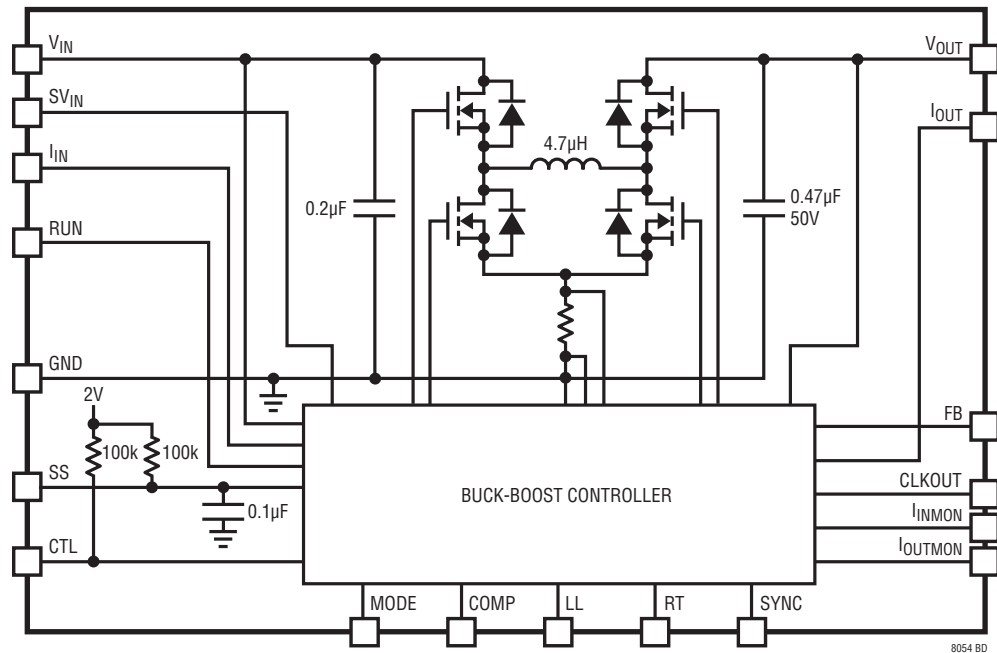 VIN
SVIN
IIN
RUN
GND
2V
100k
100k
SS
0.1µF
CTL
0.2µF
4.7µH
0.47µF
50V
VOUT
IOUT
BUCK-BOOST CONTROLLER
FB
CLKOUT
IINMON
IOUTMON
MODE
COMP
LL
RT
SYNC
8054 BD